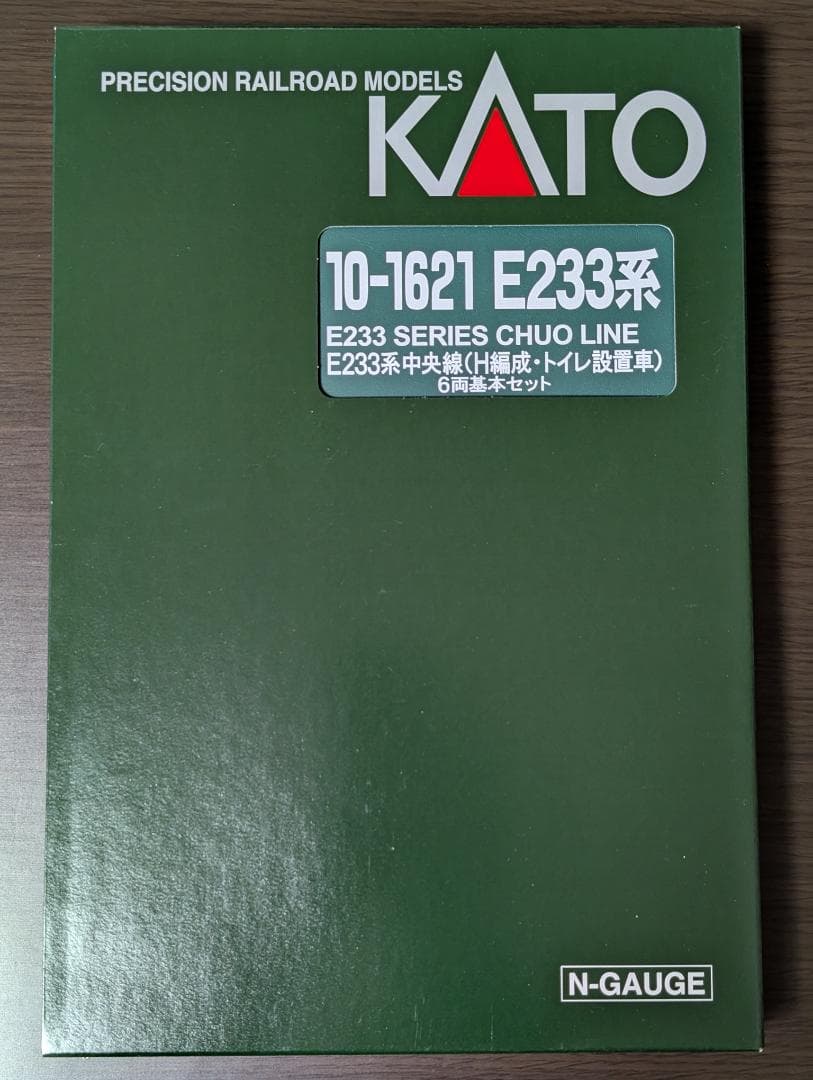 PRECISION RAILROAD MODELS
KATO
10-1621 E233系
E233 SERIES CHUO LINE
E233系中央線(H編成・トイレ設置車)
6両基本セット
N-GAUGE